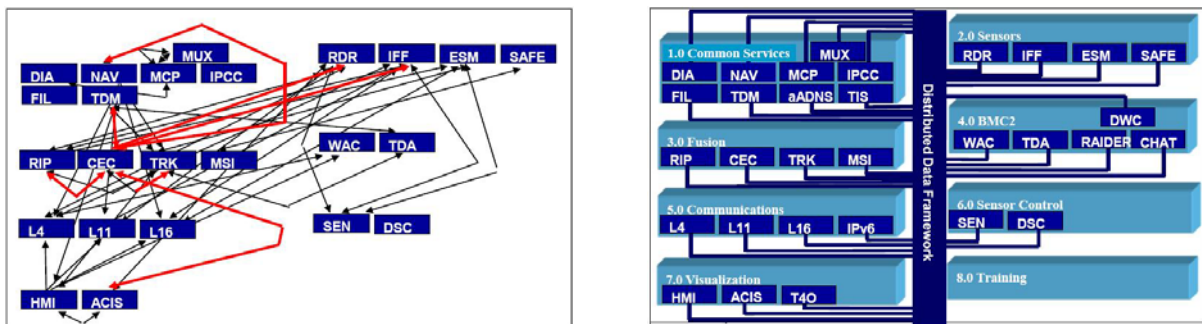 MUX
RDR IFF ESM SAFE
DIA NAV MCP IPCC
FIL TDM
WAC TDA
RIP CEC TRK MSI
SEN DSC
L4 L11 L16
HMI ACIS
1.0 Common Services
MUX
DIA NAV MCP IPCC
FIL TDM aADNS TIS
3.0 Fusion
RIP CEC TRK MSI
5.0 Communications
L4 L11 L16 IPv6
7.0 Visualization
HMI ACIS T4O
Distributed Data Framework
2.0 Sensors
RDR IFF ESM SAFE
DWC
4.0 BMC2
WAC TDA RAIDER CHAT
6.0 Sensor Control
SEN DSC
8.0 Training